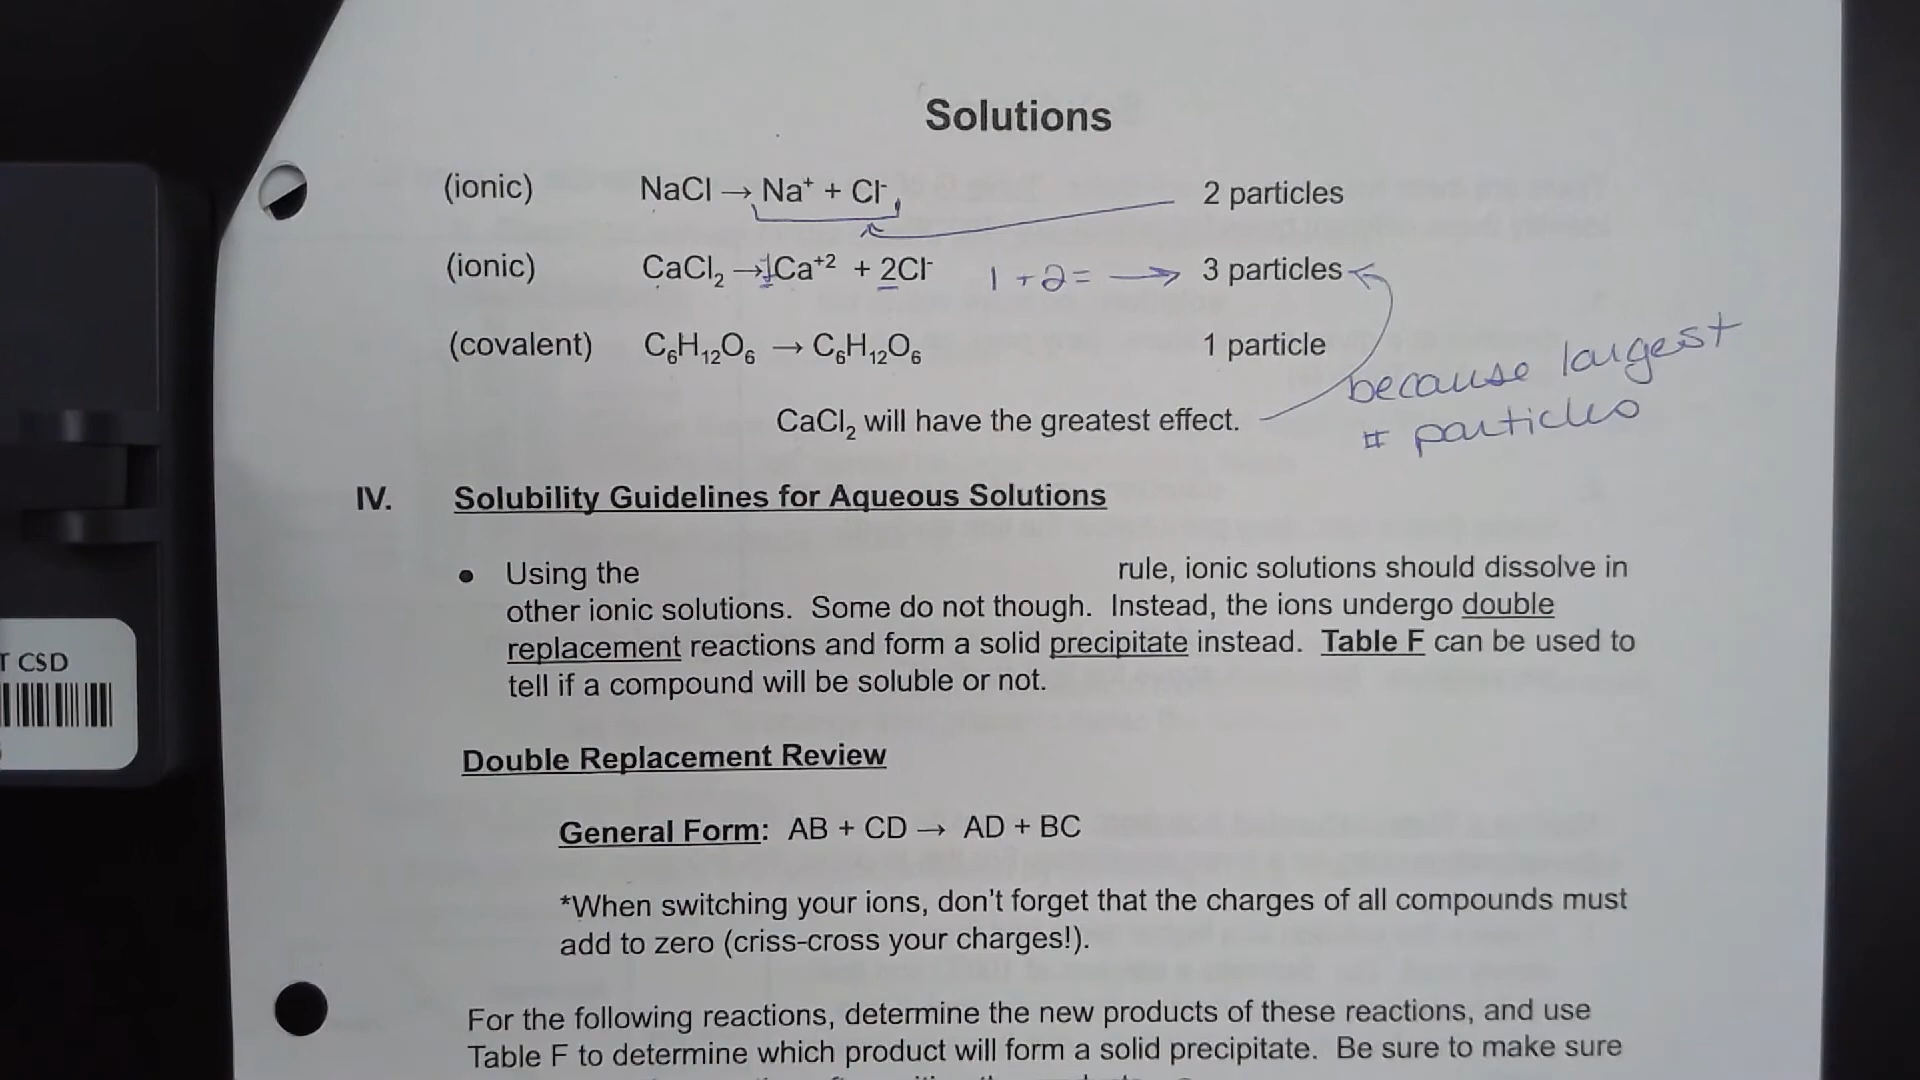 Solutions
(ionic) NaCl → Na⁺ + Cl⁻ 2 particles
(ionic) CaCl₂ → 1Ca⁺² + 2Cl⁻ 1 + 2 = → 3 particles
(covalent) C₆H₁₂O₆ → C₆H₁₂O₆ 1 particle
because largest
# particles
CaCl₂ will have the greatest effect.
IV. Solubility Guidelines for Aqueous Solutions
• Using the rule, ionic solutions should dissolve in
other ionic solutions. Some do not though. Instead, the ions undergo double
replacement reactions and form a solid precipitate instead. Table F can be used to
tell if a compound will be soluble or not.
T CSD
Double Replacement Review
General Form: AB + CD → AD + BC
*When switching your ions, don't forget that the charges of all compounds must
add to zero (criss-cross your charges!).
For the following reactions, determine the new products of these reactions, and use
Table F to determine which product will form a solid precipitate. Be sure to make sure